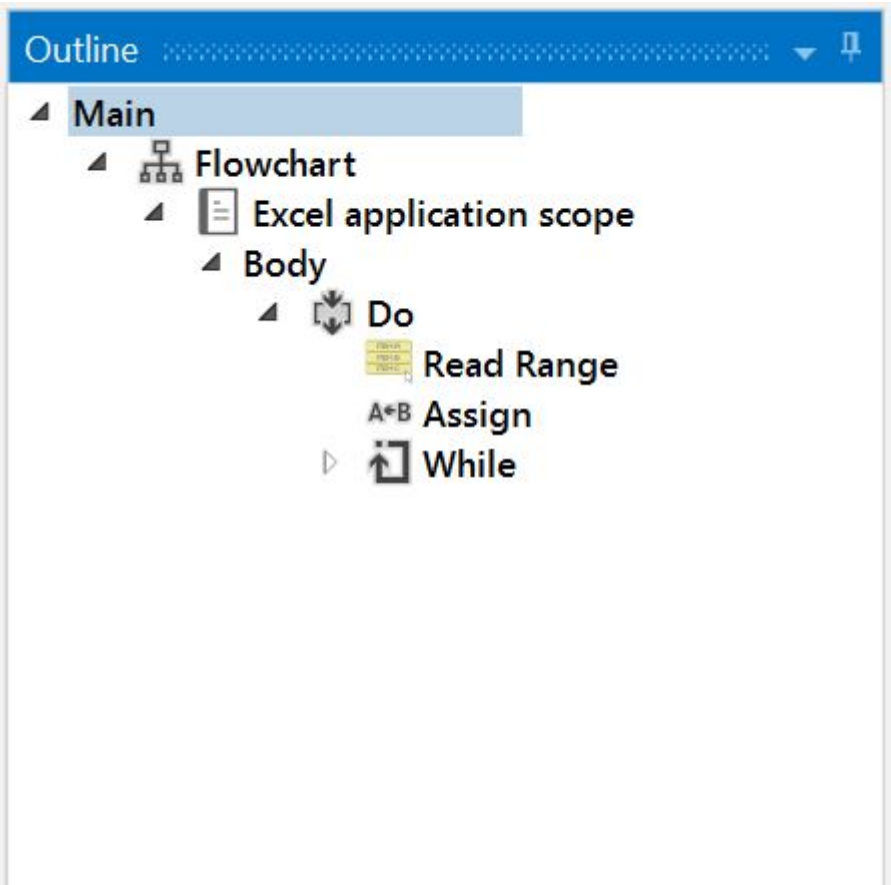 Outline
Main
Flowchart
Excel application scope
Body
Do
Read Range
A←B Assign
While